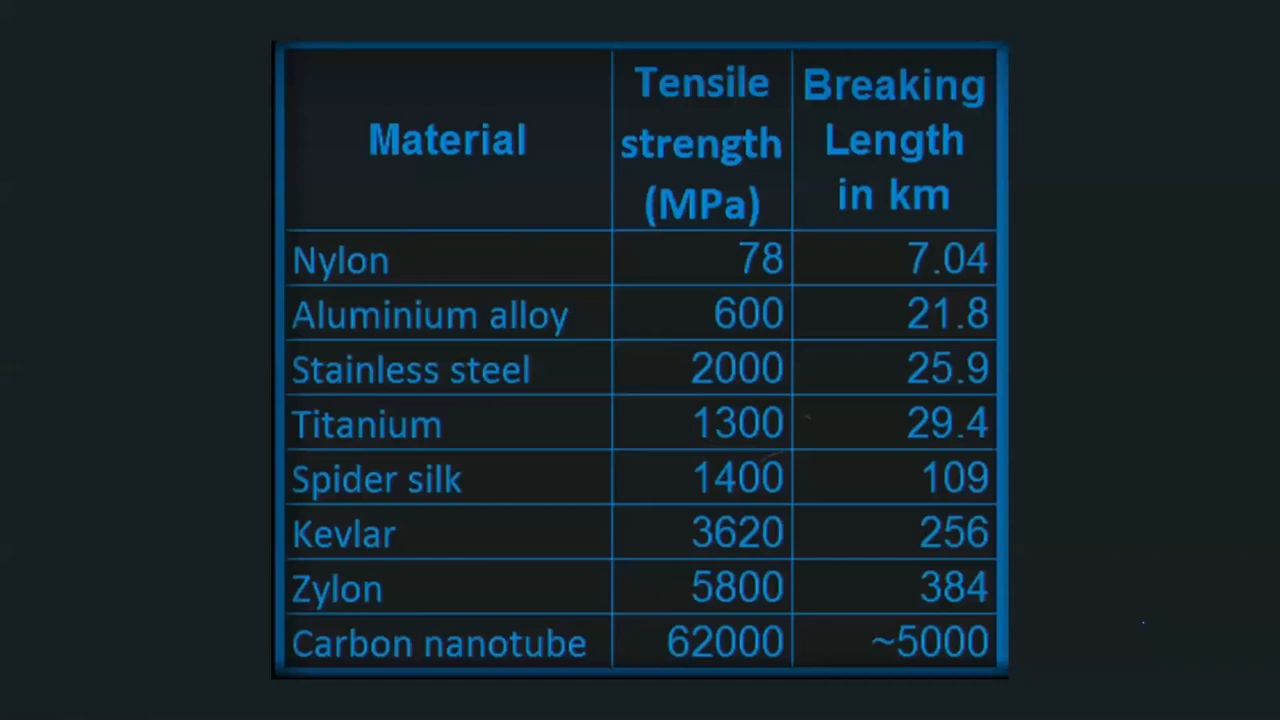 Material Tensile strength (MPa) Breaking Length in km
Nylon 78 7.04
Aluminium alloy 600 21.8
Stainless steel 2000 25.9
Titanium 1300 29.4
Spider silk 1400 109
Kevlar 3620 256
Zylon 5800 384
Carbon nanotube 62000 ~5000